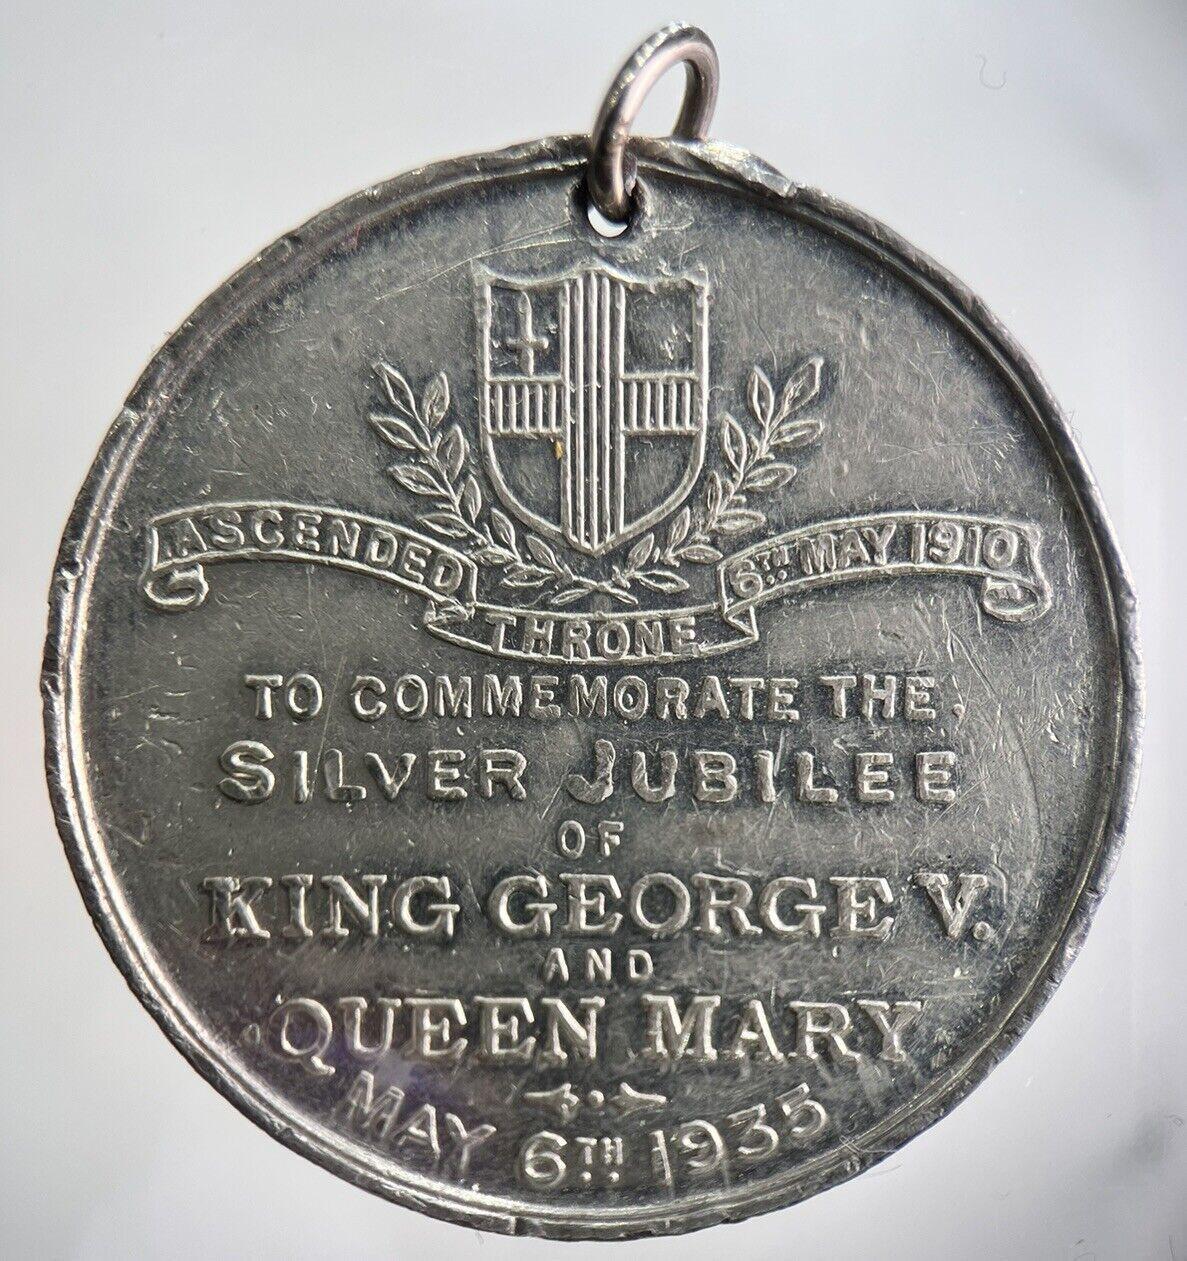 ASCENDED THRONE 6TH MAY 1910
TO COMMEMORATE THE
SILVER JUBILEE
OF
KING GEORGE V.
AND
QUEEN MARY
MAY 6TH 1935